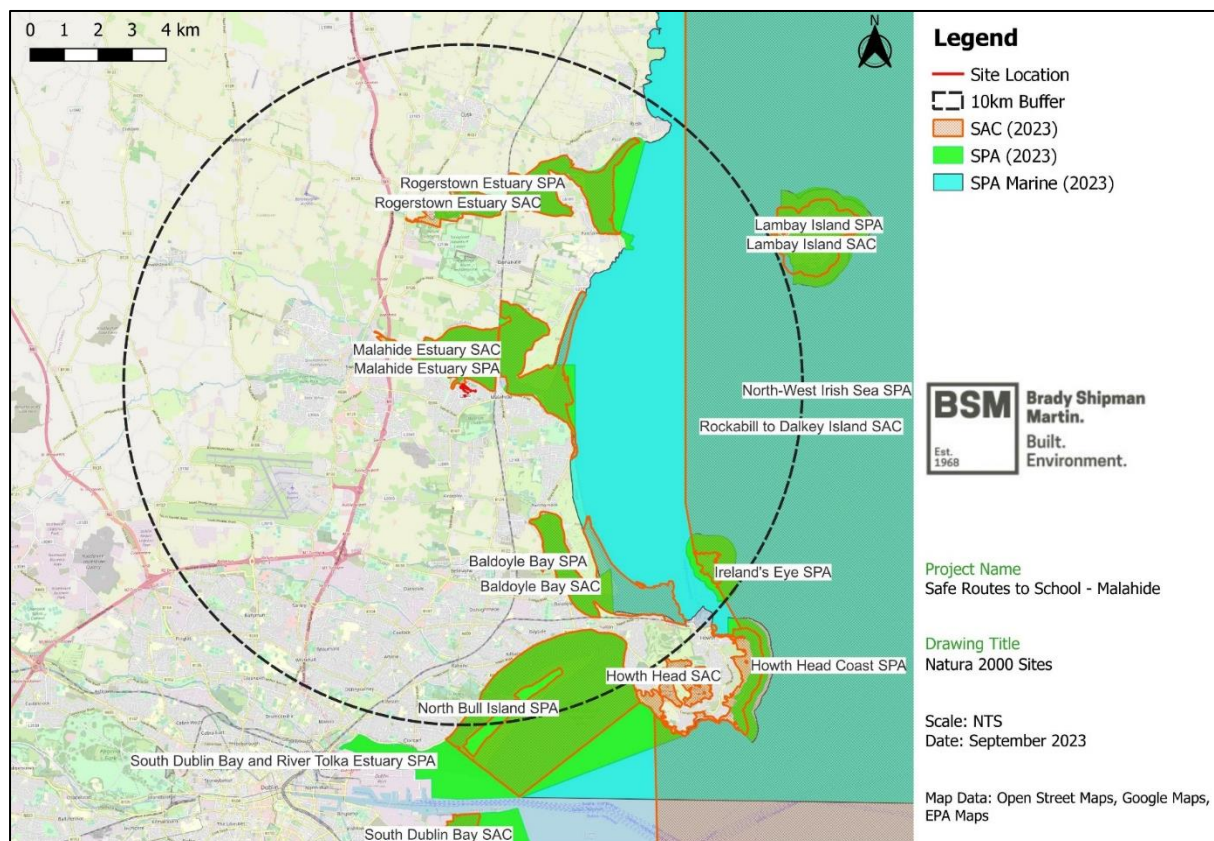 0 1 2 3 4 km
N
Rogerstown Estuary SPA
Rogerstown Estuary SAC
Lambay Island SPA
Lambay Island SAC
Malahide Estuary SAC
Malahide Estuary SPA
North-West Irish Sea SPA
Rockabill to Dalkey Island SAC
Baldoyle Bay SPA
Baldoyle Bay SAC
Ireland's Eye SPA
Howth Head Coast SPA
Howth Head SAC
North Bull Island SPA
South Dublin Bay and River Tolka Estuary SPA
South Dublin Bay SAC
Legend
Site Location
10km Buffer
SAC (2023)
SPA (2023)
SPA Marine (2023)
BSM
Est.
1968
Brady Shipman
Martin.
Built.
Environment.
Project Name
Safe Routes to School - Malahide
Drawing Title
Natura 2000 Sites
Scale: NTS
Date: September 2023
Map Data: Open Street Maps, Google Maps,
EPA Maps